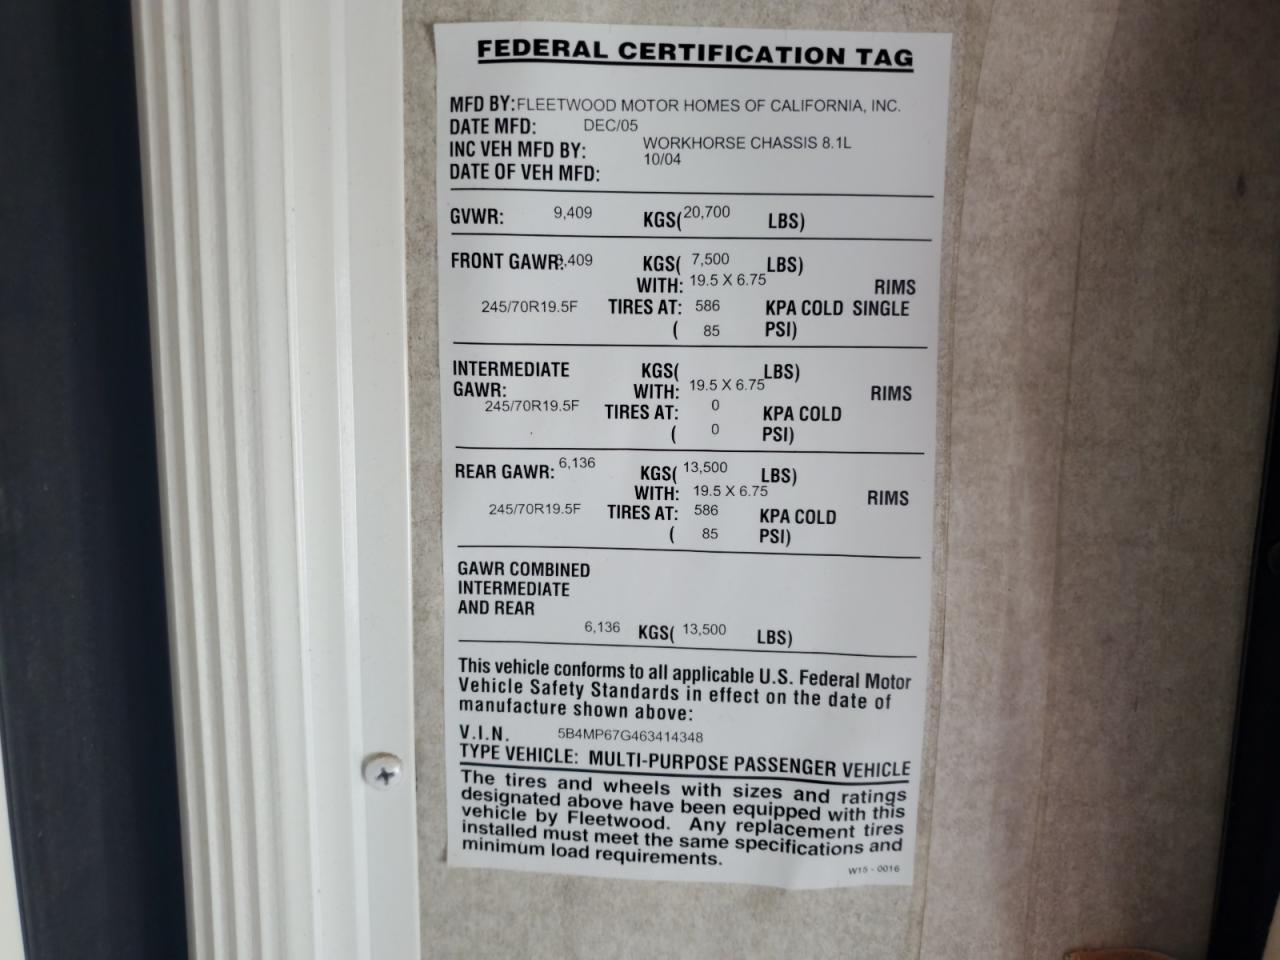 FEDERAL CERTIFICATION TAG
MFD BY: FLEETWOOD MOTOR HOMES OF CALIFORNIA, INC.
DATE MFD: DEC/05
INC VEH MFD BY: WORKHORSE CHASSIS 8.1L
DATE OF VEH MFD: 10/04
GVWR: 9,409 KGS( 20,700 LBS)
FRONT GAWR: 9,409 KGS( 7,500 LBS)
WITH: 19.5 X 6.75 RIMS
245/70R19.5F TIRES AT: 586 KPA COLD SINGLE
( 85 PSI)
INTERMEDIATE KGS( LBS)
GAWR: WITH: 19.5 X 6.75 RIMS
245/70R19.5F TIRES AT: 0 KPA COLD
( 0 PSI)
REAR GAWR: 6,136 KGS( 13,500 LBS)
WITH: 19.5 X 6.75 RIMS
245/70R19.5F TIRES AT: 586 KPA COLD
( 85 PSI)
GAWR COMBINED
INTERMEDIATE
AND REAR
6,136 KGS( 13,500 LBS)
This vehicle conforms to all applicable U.S. Federal Motor
Vehicle Safety Standards in effect on the date of
manufacture shown above:
V.I.N. 5B4MP67G463414348
TYPE VEHICLE: MULTI-PURPOSE PASSENGER VEHICLE
The tires and wheels with sizes and ratings
designated above have been equipped with this
vehicle by Fleetwood. Any replacement tires
installed must meet the same specifications and
minimum load requirements.
W15 - 0016